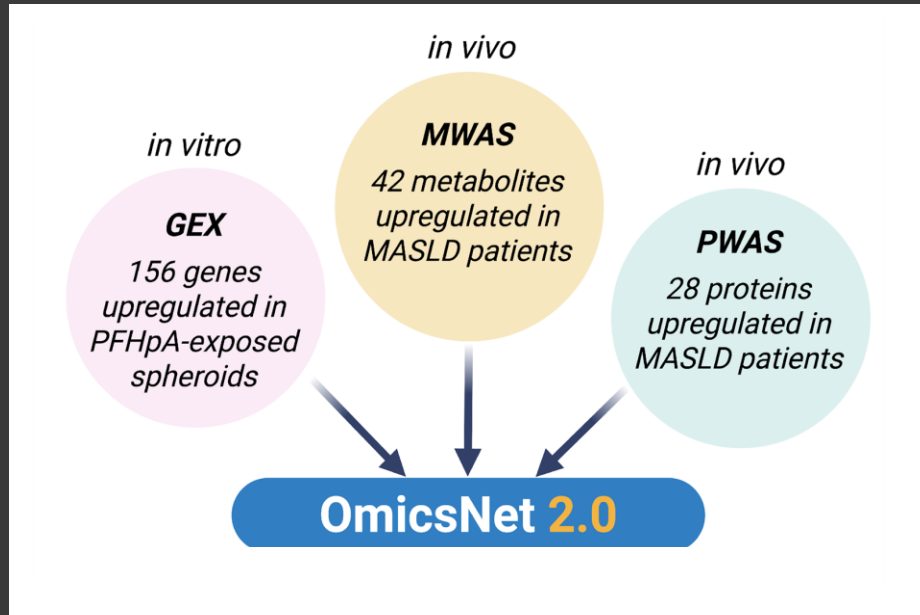 in vitro
GEX
156 genes
upregulated in
PFHpA-exposed
spheroids
in vivo
MWAS
42 metabolites
upregulated in
MASLD patients
in vivo
PWAS
28 proteins
upregulated in
MASLD patients
OmicsNet 2.0